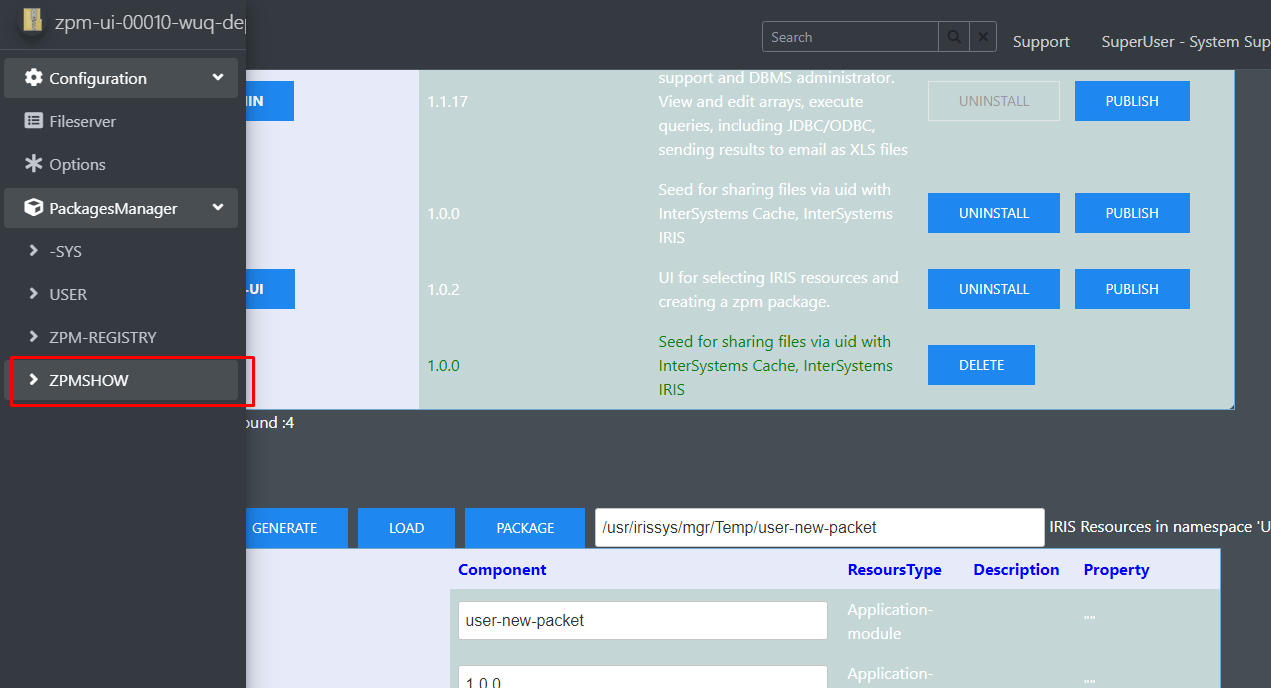 zpm-ui-00010-wuq-de
Search
Support
SuperUser - System Sup
Configuration
Fileserver
Options
PackagesManager
-SYS
USER
ZPM-REGISTRY
ZPMSHOW
IN
1.1.17
support and DBMS administrator.
View and edit arrays, execute
queries, including JDBC/ODBC,
sending results to email as XLS files
UNINSTALL
PUBLISH
1.0.0
Seed for sharing files via uid with
InterSystems Cache, InterSystems
IRIS
UNINSTALL
PUBLISH
-UI
1.0.2
UI for selecting IRIS resources and
creating a zpm package.
UNINSTALL
PUBLISH
1.0.0
Seed for sharing files via uid with
InterSystems Cache, InterSystems
IRIS
DELETE
ound :4
GENERATE
LOAD
PACKAGE
/usr/irissys/mgr/Temp/user-new-packet
IRIS Resources in namespace 'U
Component
ResoursType
Description
Property
user-new-packet
Application-
module
""
1.0.0
Application-
""